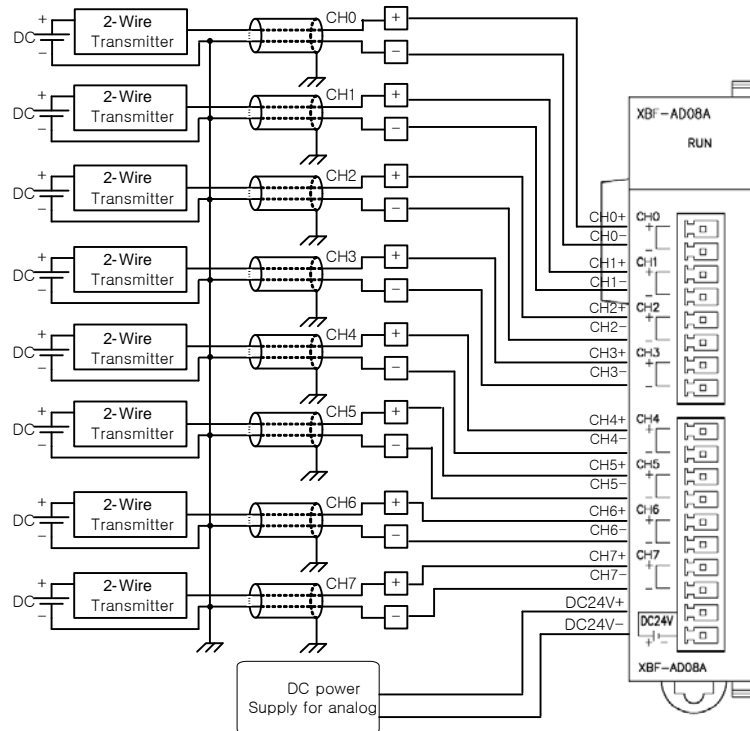 +
DC
−
2-Wire
Transmitter
CH0
+
−
+
DC
−
2-Wire
Transmitter
CH1
+
−
+
DC
−
2-Wire
Transmitter
CH2
+
−
+
DC
−
2-Wire
Transmitter
CH3
+
−
+
DC
−
2-Wire
Transmitter
CH4
+
−
+
DC
−
2-Wire
Transmitter
CH5
+
−
+
DC
−
2-Wire
Transmitter
CH6
+
−
+
DC
−
2-Wire
Transmitter
CH7
+
−
XBF-AD08A
RUN
CH0+
CH0-
CH1+
CH1-
CH2+
CH2-
CH3+
CH3-
CH4+
CH4-
CH5+
CH5-
CH6+
CH6-
CH7+
CH7-
DC24V+
DC24V-
CH0
+
−
CH1
+
−
CH2
+
−
CH3
+
−
CH4
+
−
CH5
+
−
CH6
+
−
CH7
+
−
DC24V
+ −
XBF-AD08A
DC power
Supply for analog